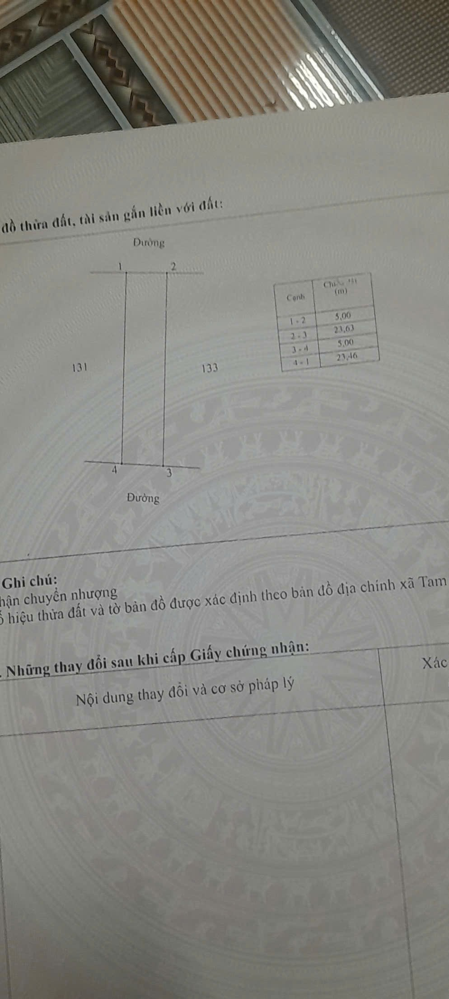 đồ thửa đất, tài sản gắn liền với đất:
Đường
1 2
Cạnh
(m)
1 - 2 5,00
2 - 3 23,63
3 - 4 5,00
4 - 1 23,46
131 133
4 3
Đường
Ghi chú:
hận chuyển nhượng
ố hiệu thửa đất và tờ bản đồ được xác định theo bản đồ địa chính xã Tam
. Những thay đổi sau khi cấp Giấy chứng nhận:
Nội dung thay đổi và cơ sở pháp lý
Xác